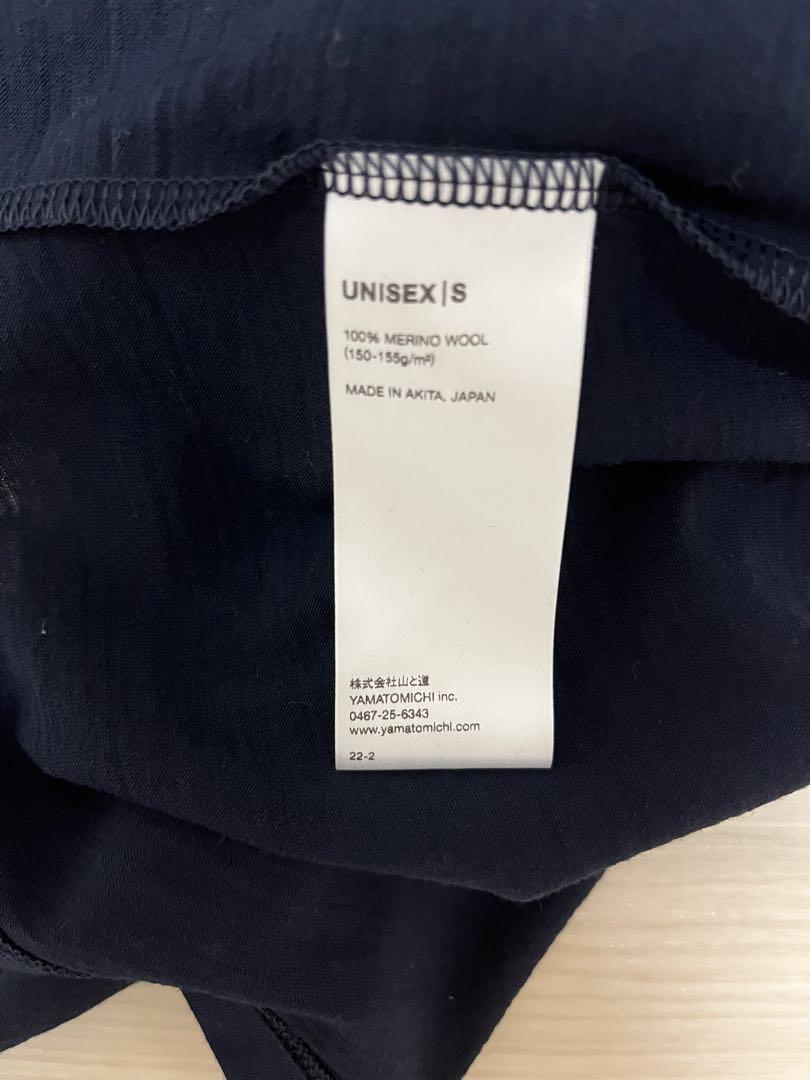 UNISEX|S
100% MERINO WOOL
(150-155g/m²)
MADE IN AKITA, JAPAN
株式会社山と道
YAMATOMICHI inc.
0467-25-6343
www.yamatomichi.com
22-2